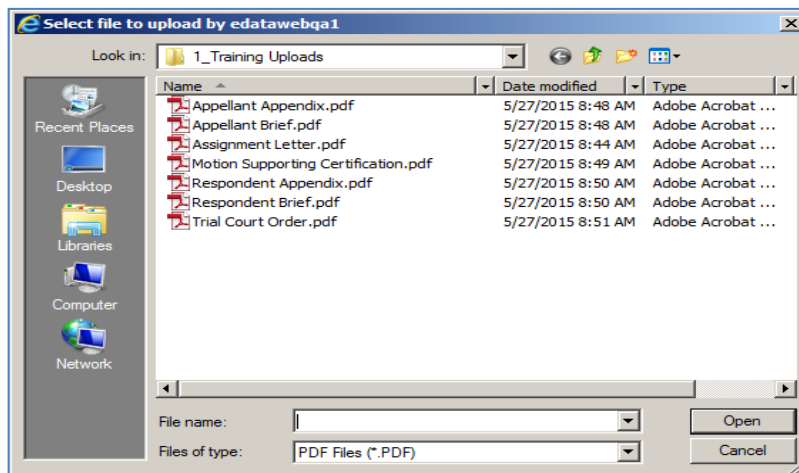 Select file to upload by edatawebqa1
Look in: 1_Training Uploads
Name Date modified Type
Appellant Appendix.pdf 5/27/2015 8:48 AM Adobe Acrobat ...
Appellant Brief.pdf 5/27/2015 8:48 AM Adobe Acrobat ...
Assignment Letter.pdf 5/27/2015 8:44 AM Adobe Acrobat ...
Motion Supporting Certification.pdf 5/27/2015 8:49 AM Adobe Acrobat ...
Respondent Appendix.pdf 5/27/2015 8:50 AM Adobe Acrobat ...
Respondent Brief.pdf 5/27/2015 8:50 AM Adobe Acrobat ...
Trial Court Order.pdf 5/27/2015 8:51 AM Adobe Acrobat ...
Recent Places
Desktop
Libraries
Computer
Network
File name: Open
Files of type: PDF Files (*.PDF) Cancel